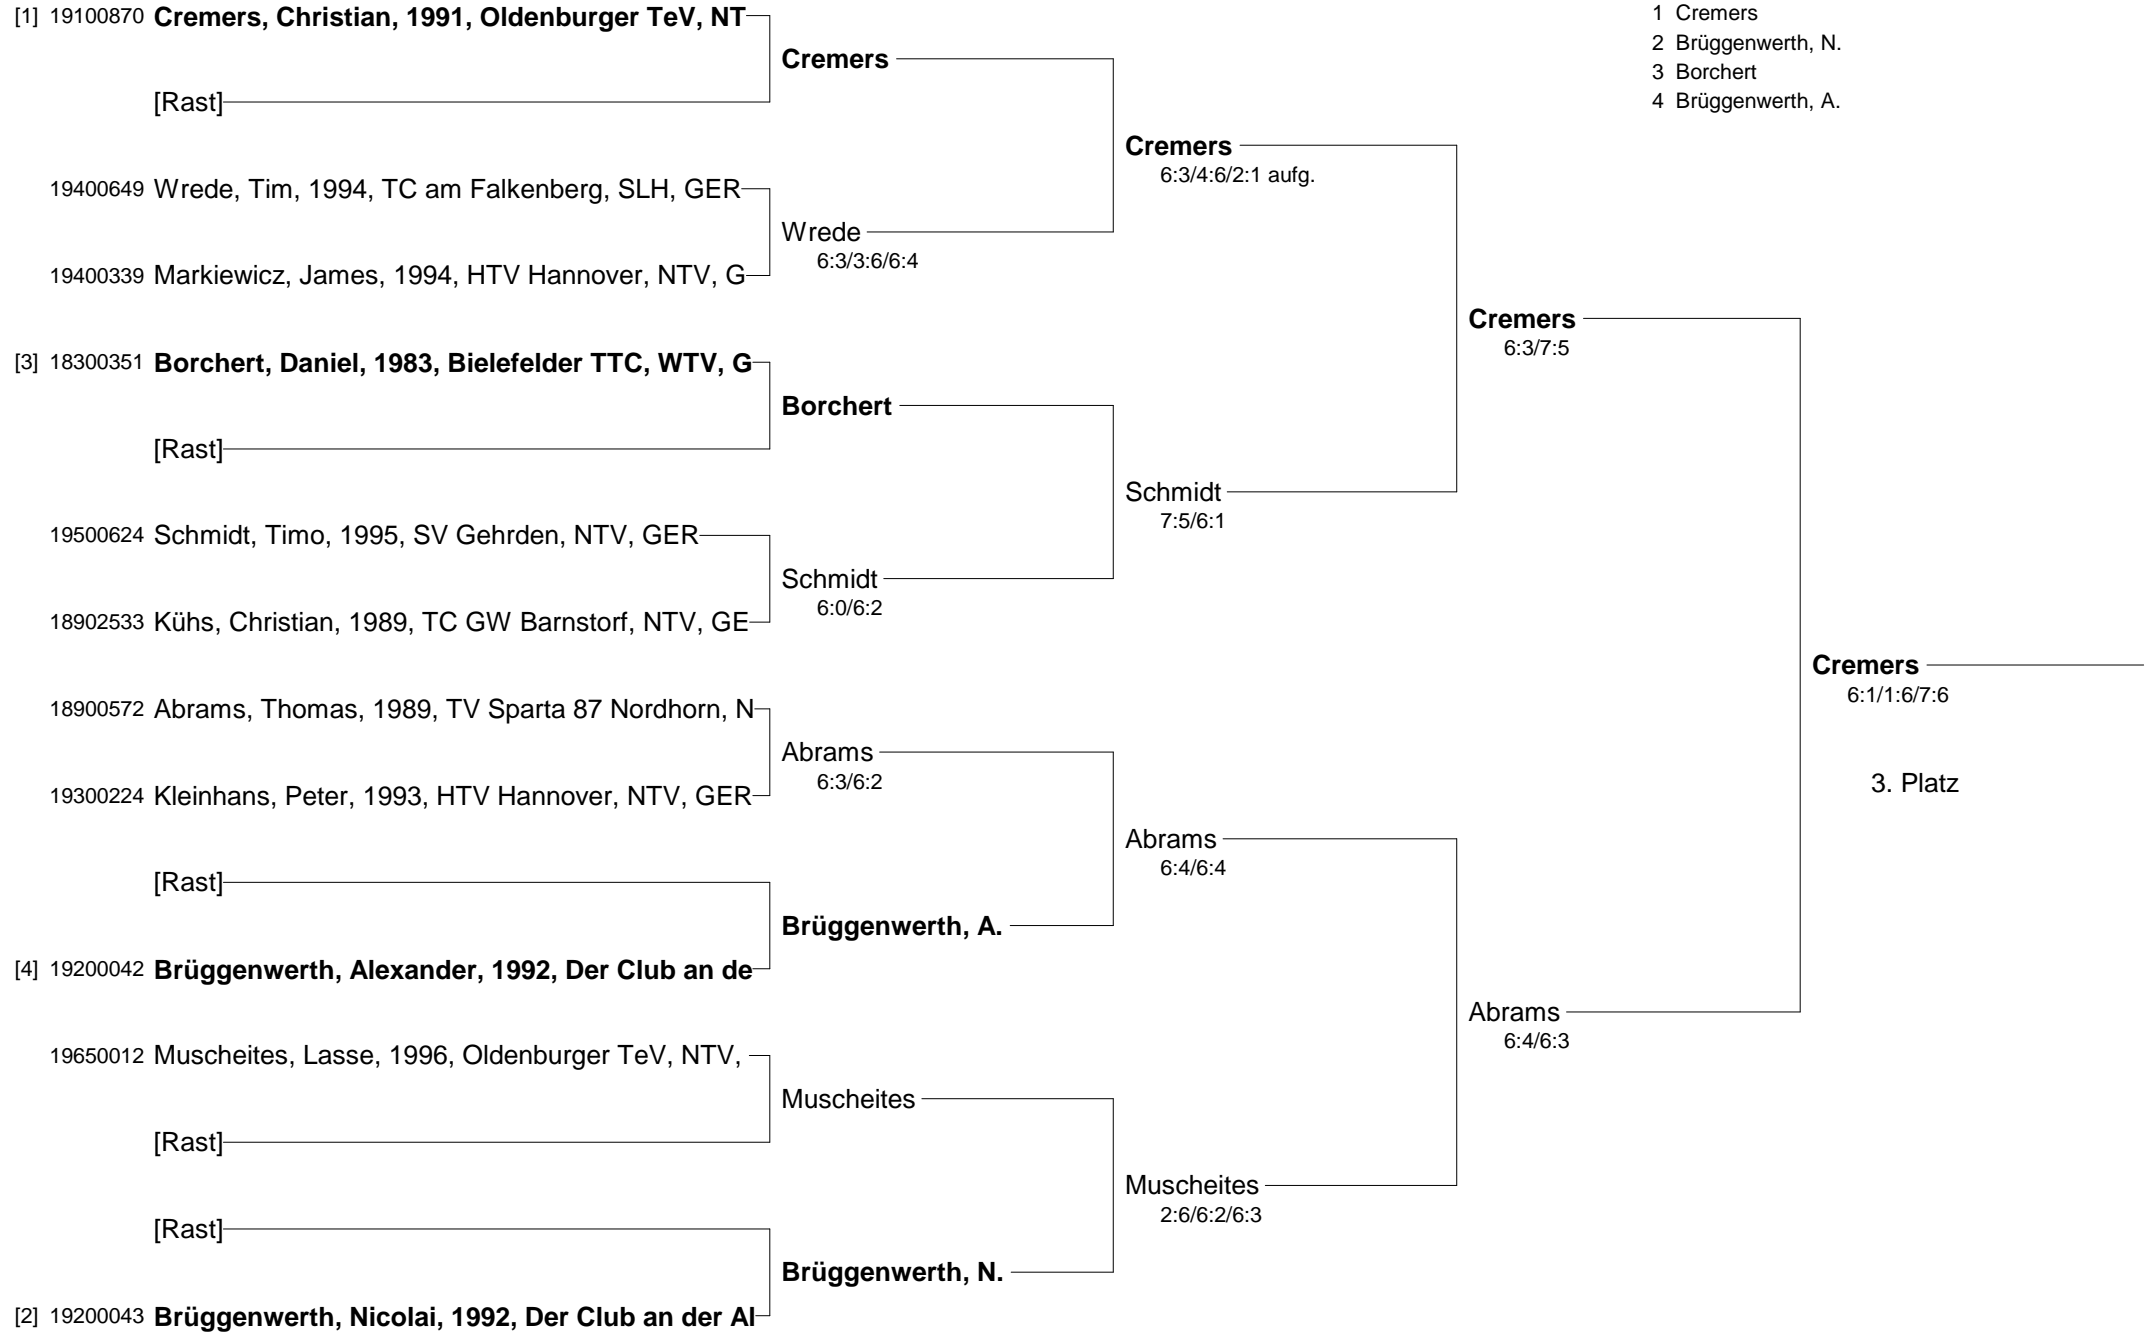 [1] 19100870 Cremers, Christian, 1991, Oldenburger TeV, NT
1 Cremers
2 Brüggenwerth, N.
3 Borchert
4 Brüggenwerth, A.
Cremers
[Rast]
Cremers
6:3/4:6/2:1 aufg.
19400649 Wrede, Tim, 1994, TC am Falkenberg, SLH, GER
Wrede
6:3/3:6/6:4
19400339 Markiewicz, James, 1994, HTV Hannover, NTV, G
Cremers
6:3/7:5
[3] 18300351 Borchert, Daniel, 1983, Bielefelder TTC, WTV, G
Borchert
[Rast]
Schmidt
7:5/6:1
19500624 Schmidt, Timo, 1995, SV Gehrden, NTV, GER
Schmidt
6:0/6:2
18902533 Kühs, Christian, 1989, TC GW Barnstorf, NTV, GE
Cremers
6:1/1:6/7:6
18900572 Abrams, Thomas, 1989, TV Sparta 87 Nordhorn, N
Abrams
6:3/6:2
3. Platz
19300224 Kleinhans, Peter, 1993, HTV Hannover, NTV, GER
Abrams
6:4/6:4
[Rast]
Brüggenwerth, A.
[4] 19200042 Brüggenwerth, Alexander, 1992, Der Club an de
Abrams
6:4/6:3
19650012 Muscheites, Lasse, 1996, Oldenburger TeV, NTV,
Muscheites
[Rast]
Muscheites
2:6/6:2/6:3
[Rast]
Brüggenwerth, N.
[2] 19200043 Brüggenwerth, Nicolai, 1992, Der Club an der Al